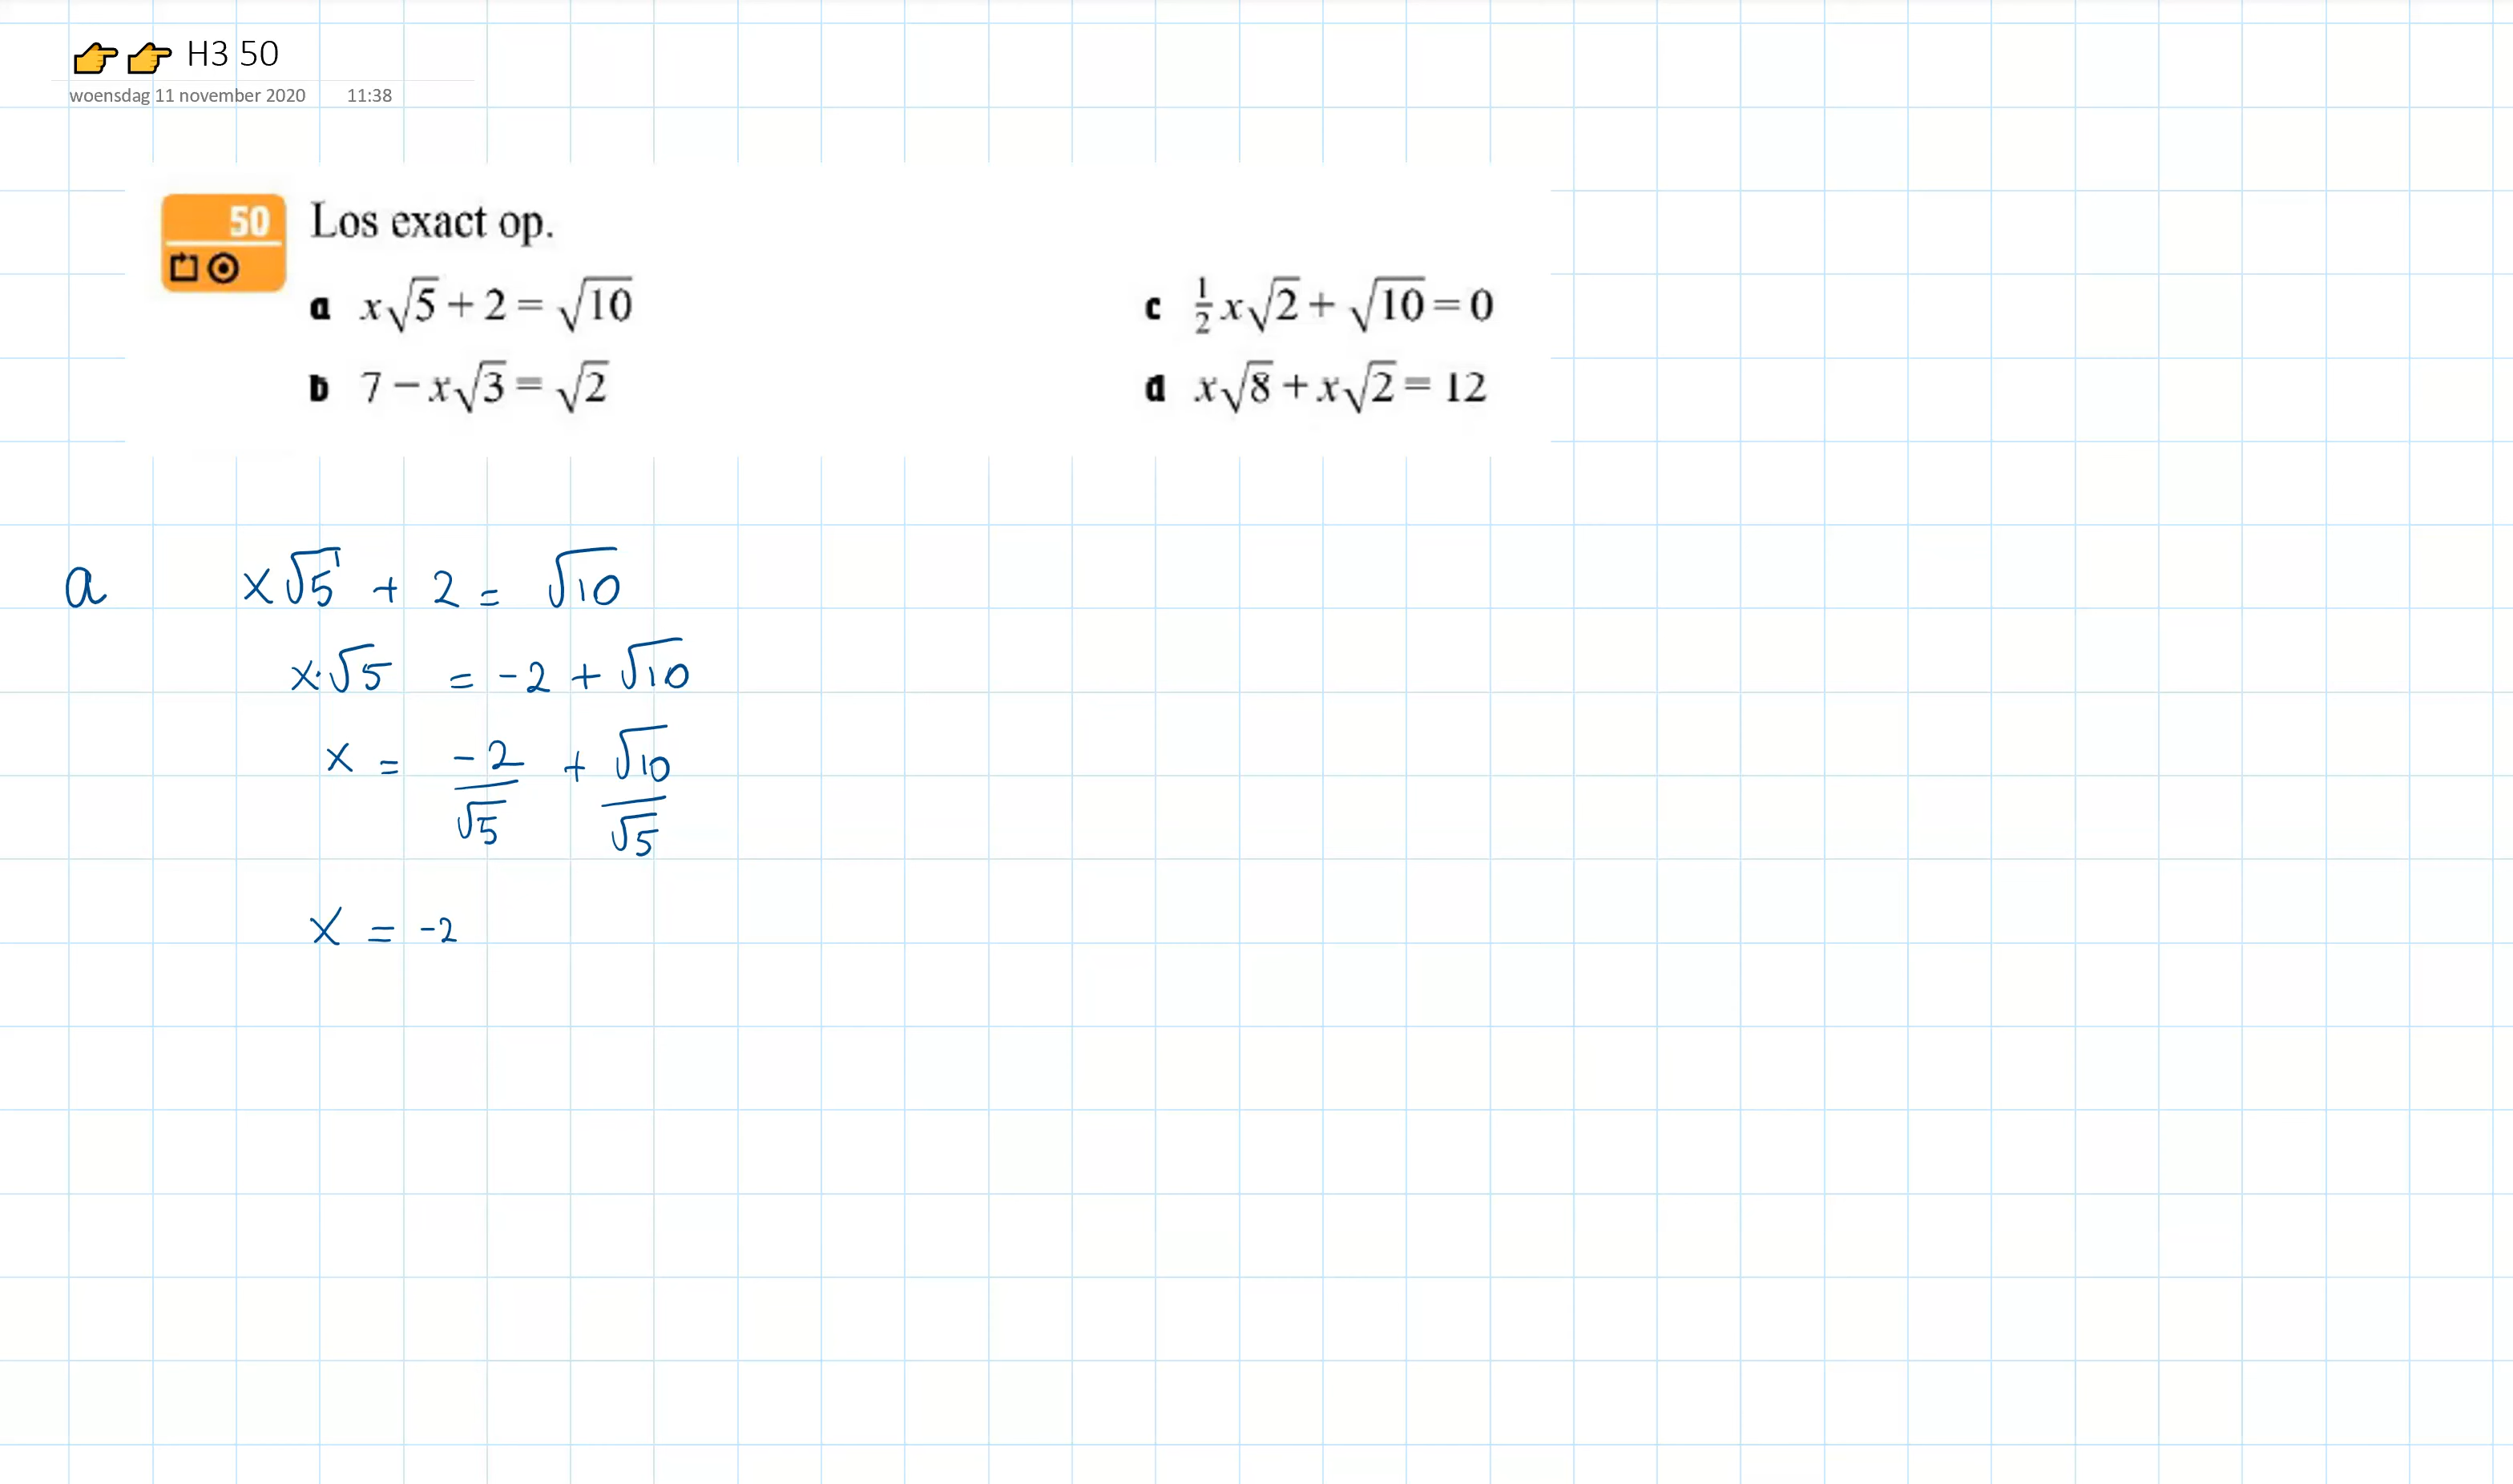 👉👉 H3 50
woensdag 11 november 2020 11:38
50 Los exact op.
a x√5 + 2 = √10
c ½x√2 + √10 = 0
b 7 − x√3 = √2
d x√8 + x√2 = 12
a x√5 + 2 = √10
x·√5 = -2 + √10
x = -2/√5 + √10/√5
x = -2